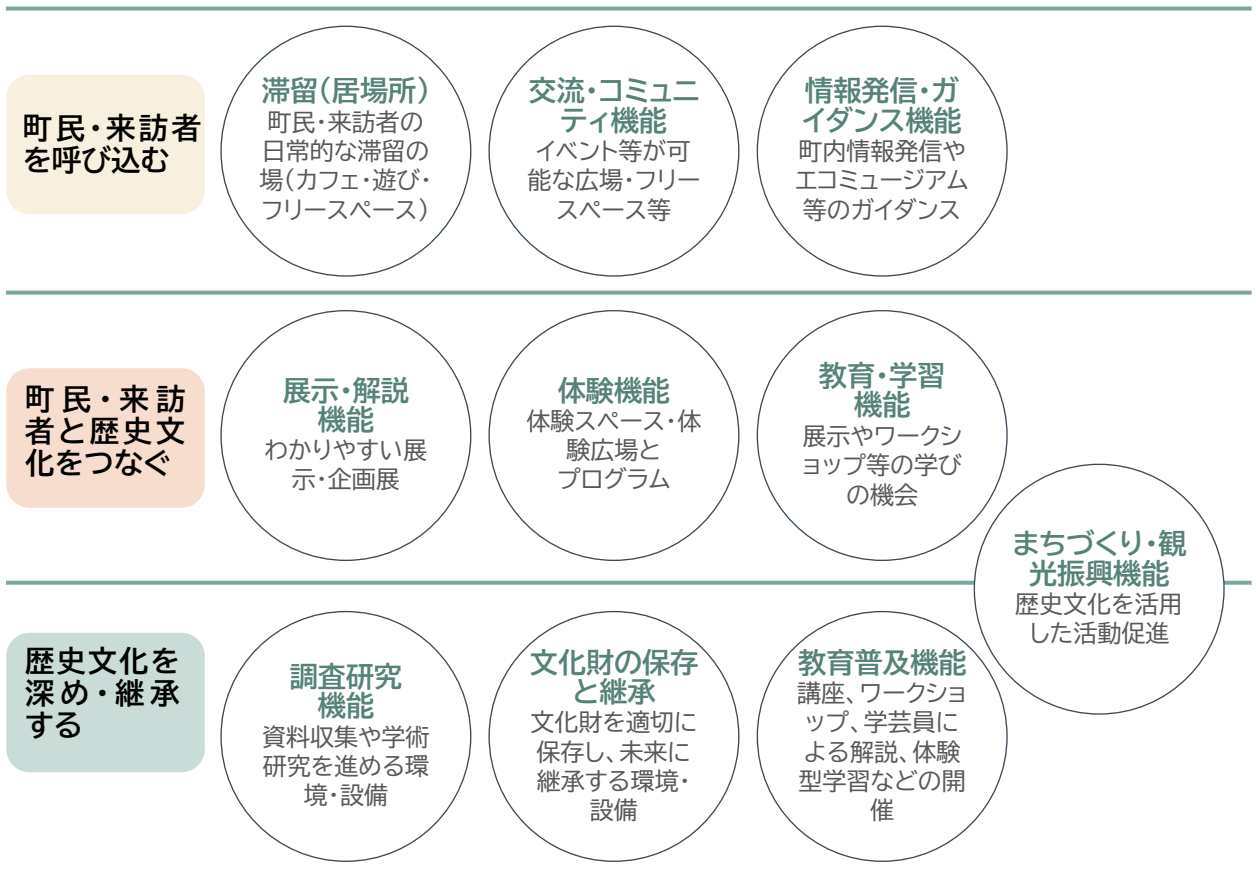 町民・来訪者
を呼び込む
滞留(居場所)
町民・来訪者の
日常的な滞留の
場(カフェ・遊び・
フリースペース)
交流・コミュニ
ティ機能
イベント等が可
能な広場・フリー
スペース等
情報発信・ガ
イダンス機能
町内情報発信や
エコミュージアム
等のガイダンス
町民・来訪
者と歴史文
化をつなぐ
展示・解説
機能
わかりやすい展
示・企画展
体験機能
体験スペース・体
験広場と
プログラム
教育・学習
機能
展示やワークシ
ョップ等の学び
の機会
まちづくり・観
光振興機能
歴史文化を活用
した活動促進
歴史文化を
深め・継承
する
調査研究
機能
資料収集や学術
研究を進める環
境・設備
文化財の保存
と継承
文化財を適切に
保存し、未来に
継承する環境・
設備
教育普及機能
講座、ワークショ
ップ、学芸員に
よる解説、体験
型学習などの開
催